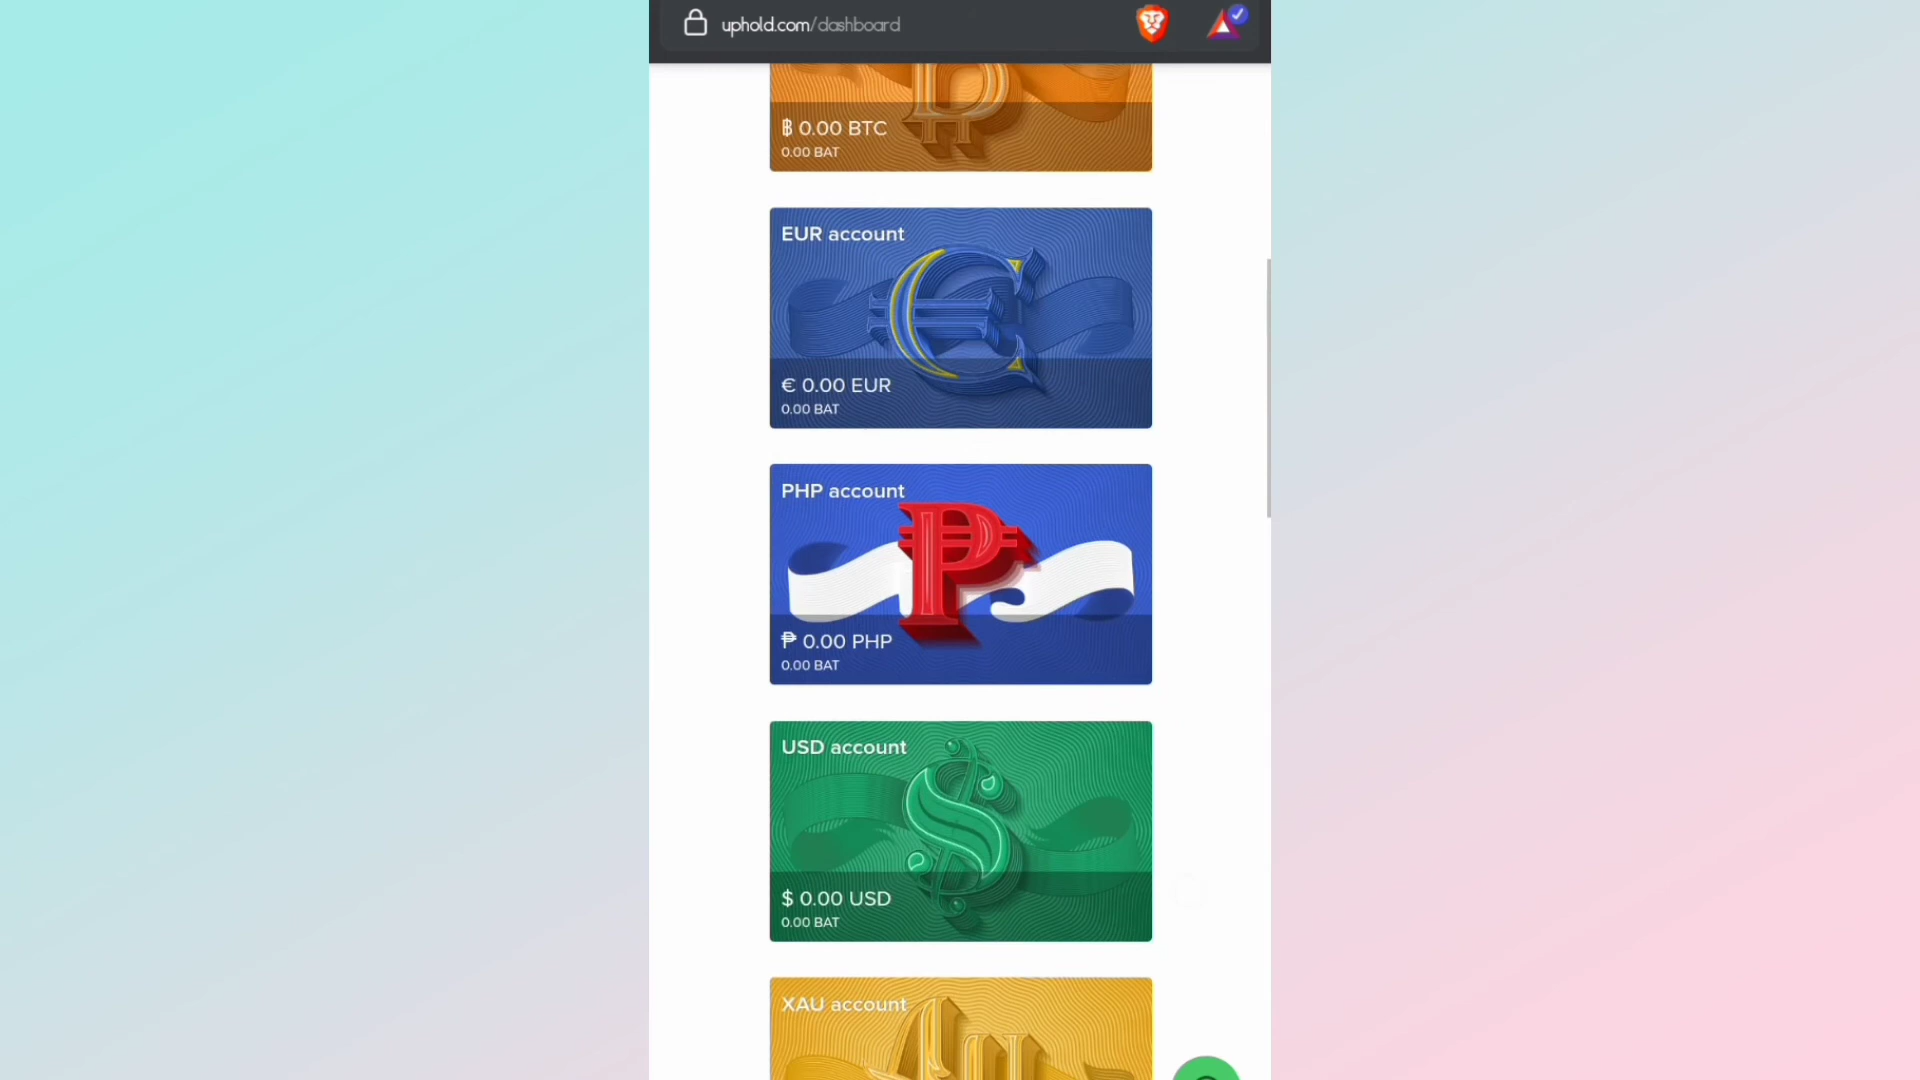 uphold.com/dashboard
฿ 0.00 BTC
0.00 BAT
EUR account
€ 0.00 EUR
0.00 BAT
PHP account
₱ 0.00 PHP
0.00 BAT
USD account
$ 0.00 USD
0.00 BAT
XAU account